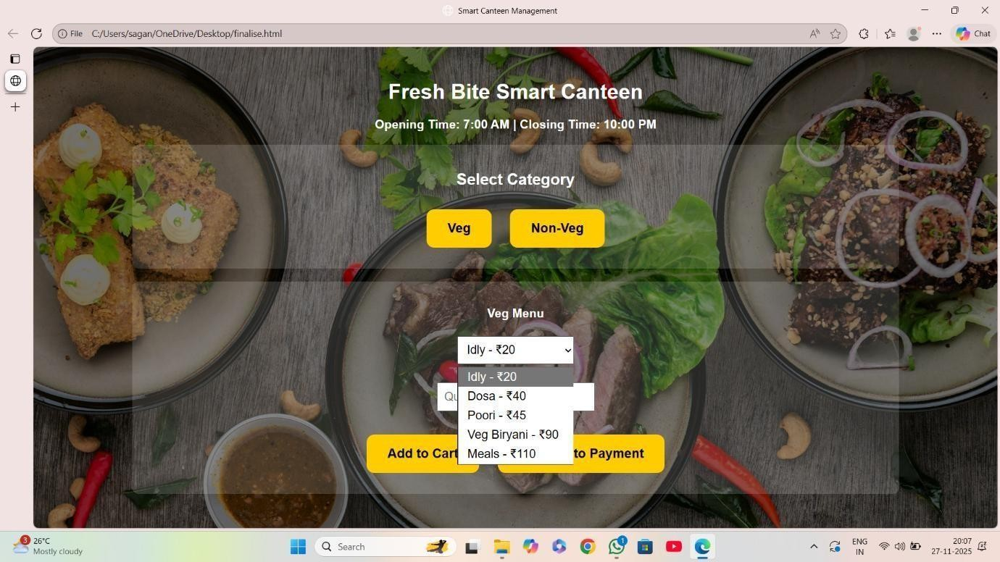 Smart Canteen Management
File C:/Users/sagan/OneDrive/Desktop/finalise.html
Chat
Fresh Bite Smart Canteen
Opening Time: 7:00 AM | Closing Time: 10:00 PM
Select Category
Veg Non-Veg
Veg Menu
Idly - ₹20
Idly - ₹20
Dosa - ₹40
Poori - ₹45
Veg Biryani - ₹90
Meals - ₹110
Add to Cart to Payment
3 26°C
Mostly cloudy
Search
1
ENG
IN
20:07
27-11-2025